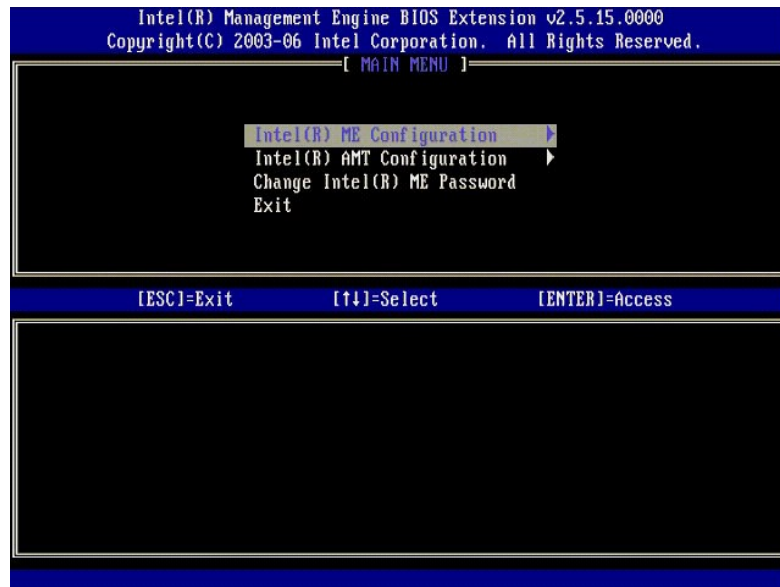 Intel(R) Management Engine BIOS Extension v2.5.15.0000
Copyright(C) 2003-06 Intel Corporation. All Rights Reserved.
[ MAIN MENU ]
Intel(R) ME Configuration
Intel(R) AMT Configuration
Change Intel(R) ME Password
Exit
[ESC]=Exit [↑↓]=Select [ENTER]=Access